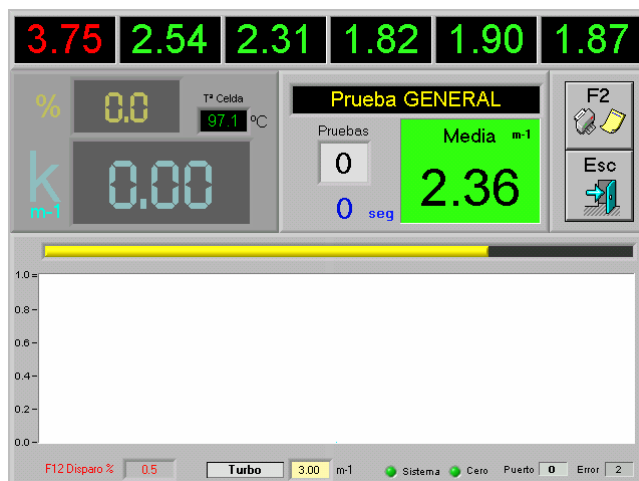 3.75 2.54 2.31 1.82 1.90 1.87
% 0.0 Tª Celda
97.1 ºC
k m-1 0.00
Prueba GENERAL
Pruebas
0
0 seg
Media m-1
2.36
F2
Esc
1.0
0.8
0.6
0.4
0.2
0.0
F12 Disparo % 0.5 Turbo 3.00 m-1 Sistema Cero Puerto 0 Error 2